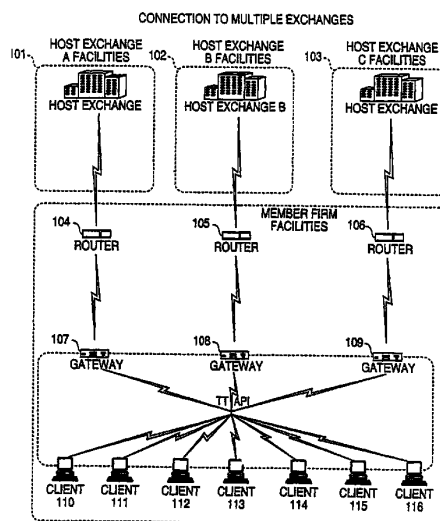 CONNECTION TO MULTIPLE EXCHANGES
101
HOST EXCHANGE
A FACILITIES
HOST EXCHANGE
102
HOST EXCHANGE
B FACILITIES
HOST EXCHANGE B
103
HOST EXCHANGE
C FACILITIES
HOST EXCHANGE
MEMBER FIRM
FACILITIES
104
ROUTER
105
ROUTER
106
ROUTER
107
GATEWAY
108
GATEWAY
109
GATEWAY
TT API
CLIENT
110
CLIENT
111
CLIENT
112
CLIENT
113
CLIENT
114
CLIENT
115
CLIENT
116